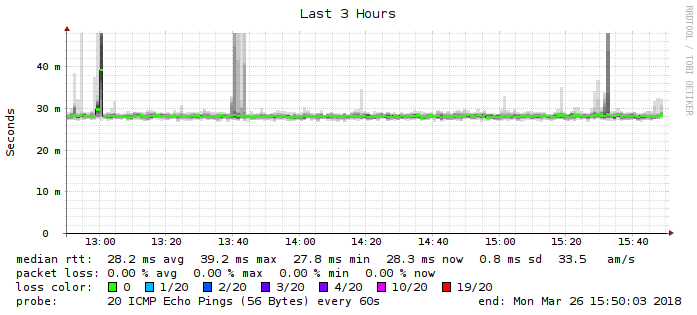 Last 3 Hours
RRDTOOL / TOBI OETIKER
Seconds
40 m
30 m
20 m
10 m
0
13:00 13:20 13:40 14:00 14:20 14:40 15:00 15:20 15:40
median rtt: 28.2 ms avg 39.2 ms max 27.8 ms min 28.3 ms now 0.8 ms sd 33.5 am/s
packet loss: 0.00 % avg 0.00 % max 0.00 % min 0.00 % now
loss color: 0 1/20 2/20 3/20 4/20 10/20 19/20
probe: 20 ICMP Echo Pings (56 Bytes) every 60s end: Mon Mar 26 15:50:03 2018